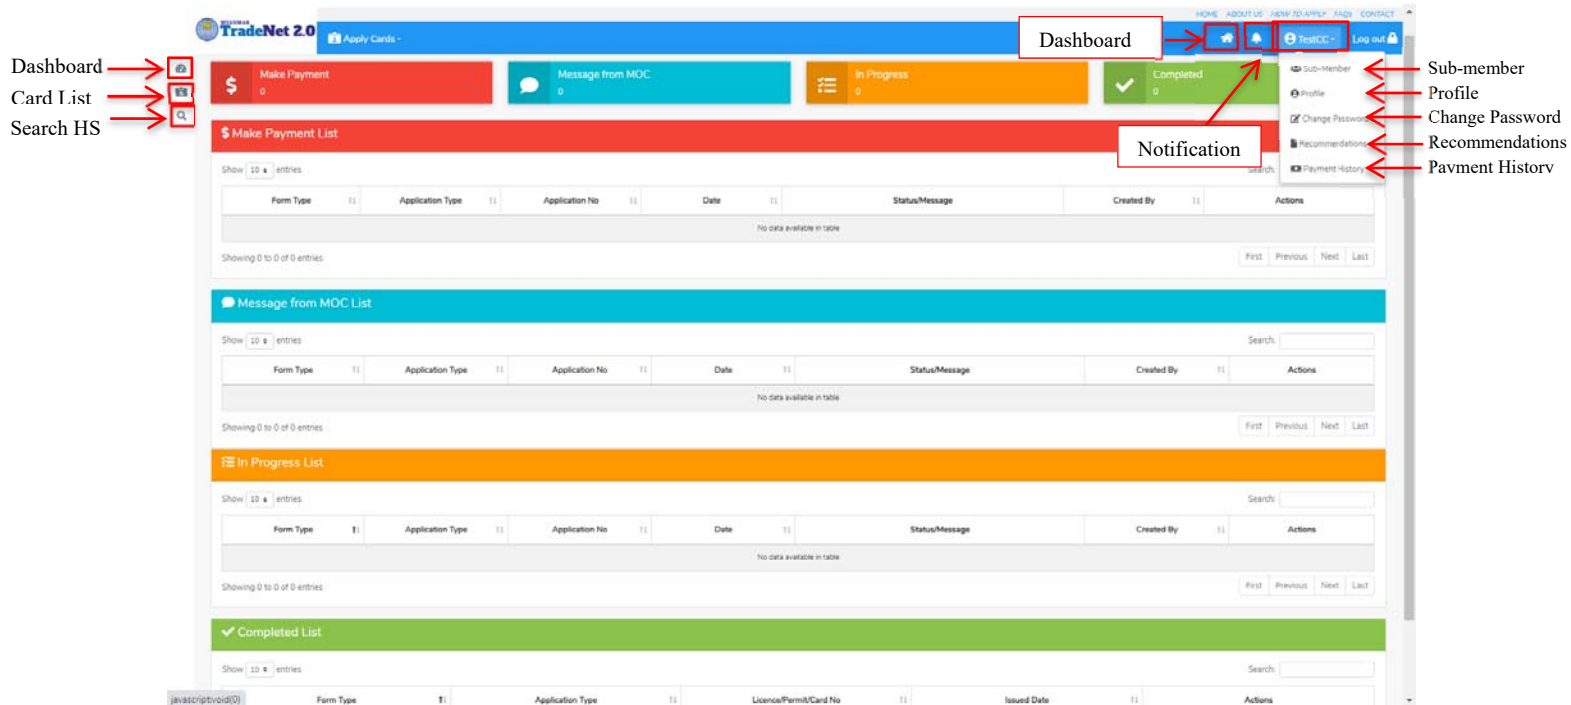 HOME ABOUT US HOW TO APPLY FAQs CONTACT
MYANMAR
TradeNet 2.0
Apply Cards -
Dashboard
TestCC -
Log out
Dashboard
Card List
Search HS
Make Payment
0
Message from MOC
0
In Progress
0
Completed
0
Sub-Member
Profile
Change Password
Recommendations
Payment History
Sub-member
Profile
Change Password
Recommendations
Payment History
Notification
$ Make Payment List
Show 10 entries
Search:
Form Type Application Type Application No Date Status/Message Created By Actions
No data available in table
Showing 0 to 0 of 0 entries
First Previous Next Last
Message from MOC List
Show 10 entries
Search:
Form Type Application Type Application No Date Status/Message Created By Actions
No data available in table
Showing 0 to 0 of 0 entries
First Previous Next Last
In Progress List
Show 10 entries
Search:
Form Type Application Type Application No Date Status/Message Created By Actions
No data available in table
Showing 0 to 0 of 0 entries
First Previous Next Last
Completed List
Show 10 entries
Search:
Form Type Application Type Licence/Permit/Card No Issued Date Actions
javascript:void(0)